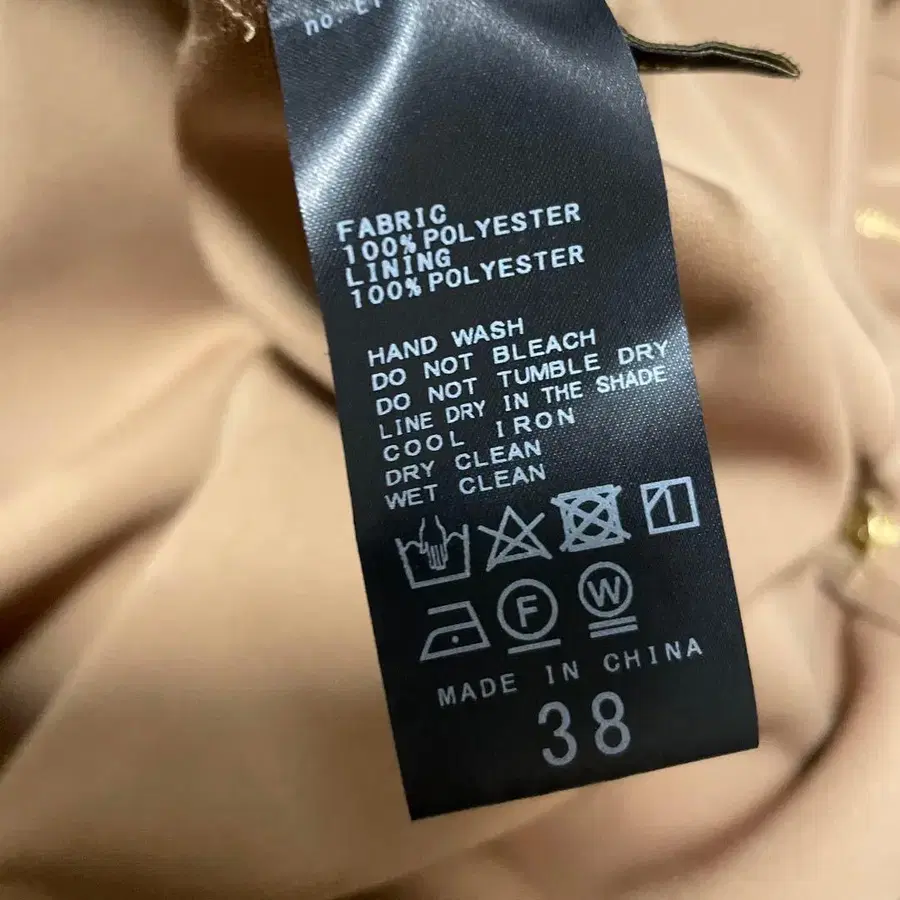 no.
FABRIC
100% POLYESTER
LINING
100% POLYESTER
HAND WASH
DO NOT BLEACH
DO NOT TUMBLE DRY
LINE DRY IN THE SHADE
COOL IRON
DRY CLEAN
WET CLEAN
F W
MADE IN CHINA
38